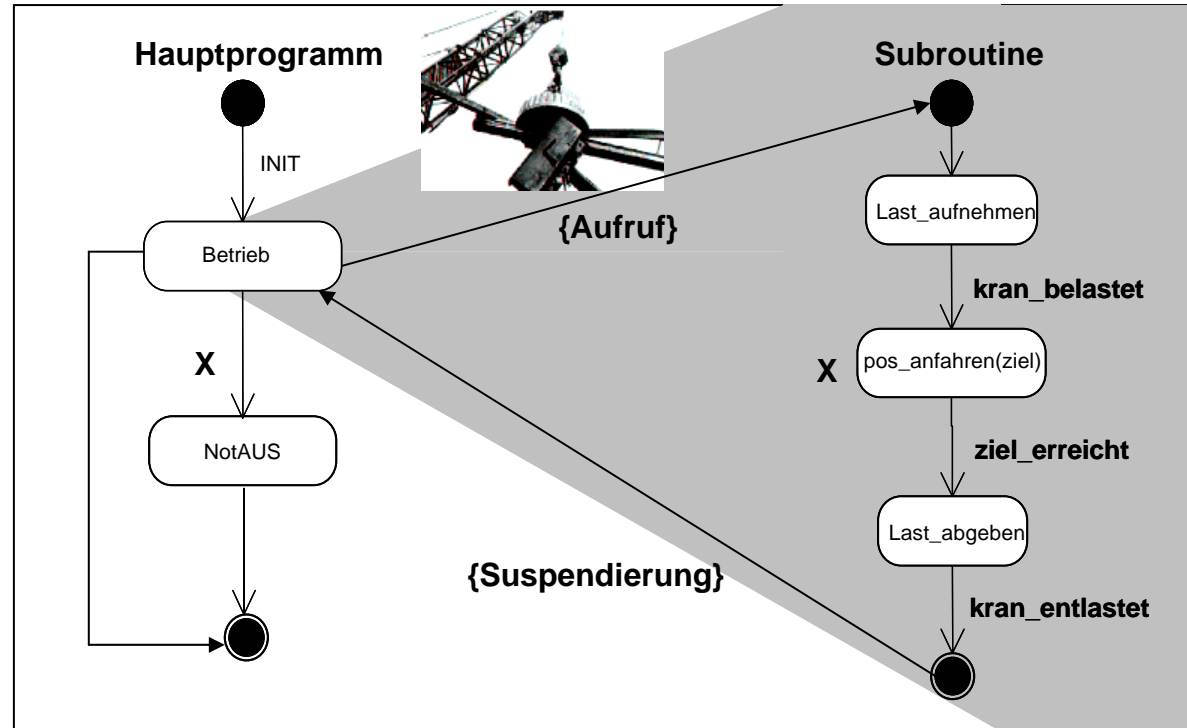 Hauptprogramm
INIT
Betrieb
X
NotAUS
{Aufruf}
{Suspendierung}
Subroutine
Last_aufnehmen
kran_belastet
X
pos_anfahren(ziel)
ziel_erreicht
Last_abgeben
kran_entlastet